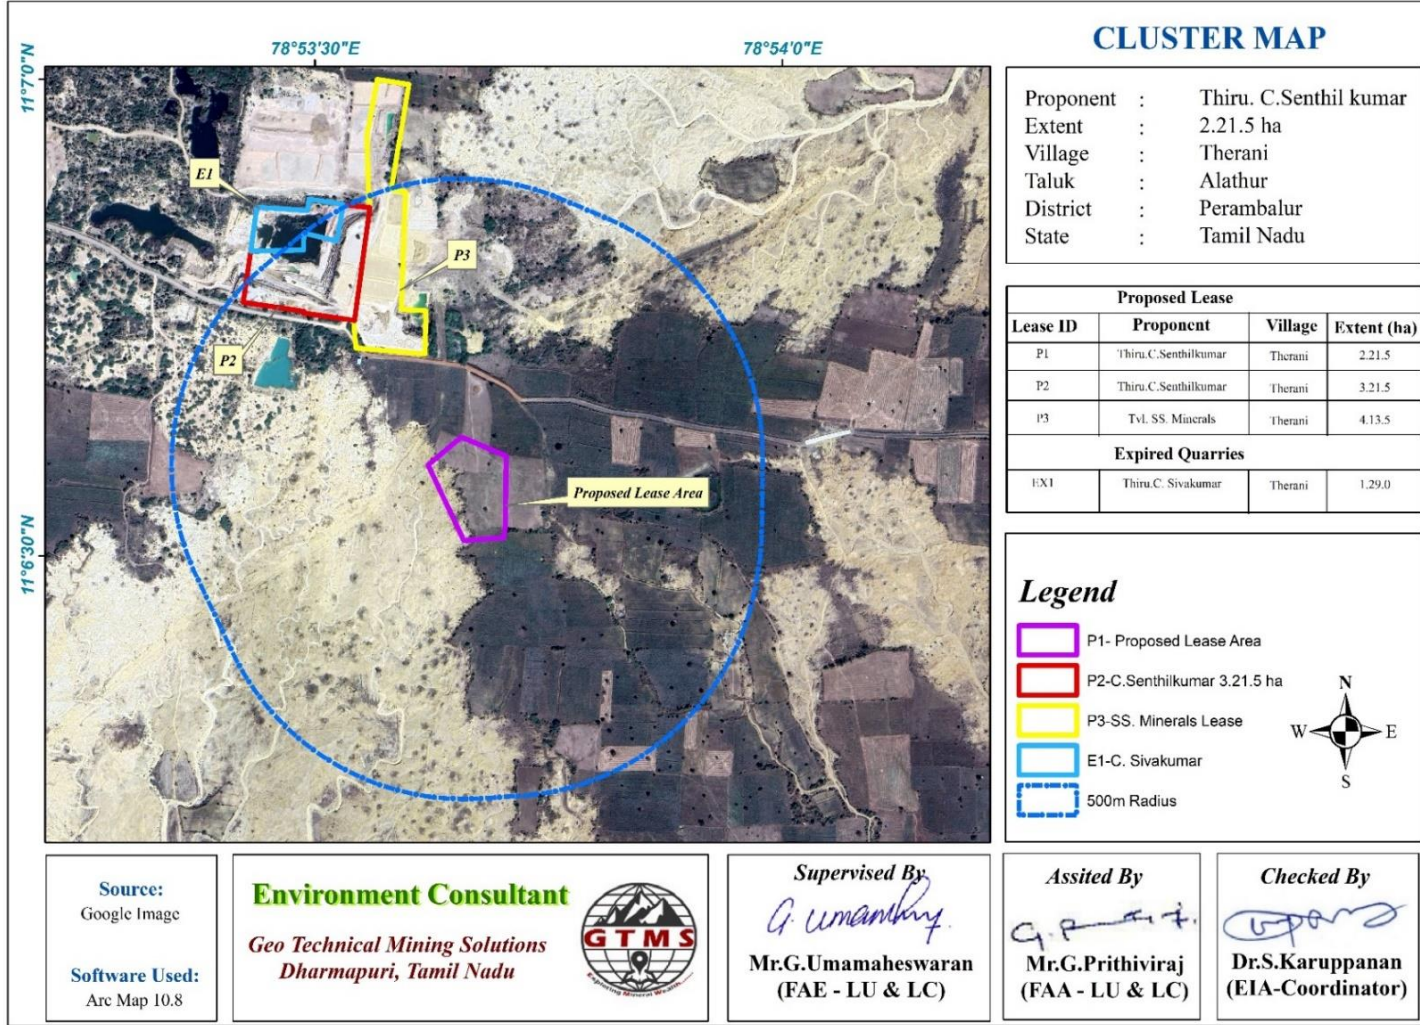 78°53'30"E
78°54'0"E
11°7'0"N
11°6'30"N
E1
P2
P3
Proposed Lease Area
CLUSTER MAP
Proponent : Thiru. C.Senthil kumar
Extent : 2.21.5 ha
Village : Therani
Taluk : Alathur
District : Perambalur
State : Tamil Nadu
Proposed Lease
Lease ID Proponent Village Extent (ha)
P1 Thiru.C.Senthilkumar Therani 2.21.5
P2 Thiru.C.Senthilkumar Therani 3.21.5
P3 Tvl. SS. Minerals Therani 4.13.5
Expired Quarries
EX1 Thiru.C. Sivakumar Therani 1.29.0
Legend
P1- Proposed Lease Area
P2-C.Senthilkumar 3.21.5 ha
P3-SS. Minerals Lease
E1-C. Sivakumar
500m Radius
N
W E
S
Source:
Google Image
Software Used:
Arc Map 10.8
Environment Consultant
Geo Technical Mining Solutions
Dharmapuri, Tamil Nadu
GTMS
Exploring Mineral Wealth
Supervised By
G. Umamhry.
Mr.G.Umamaheswaran
(FAE - LU & LC)
Assited By
Mr.G.Prithiviraj
(FAA - LU & LC)
Checked By
Dr.S.Karuppanan
(EIA-Coordinator)